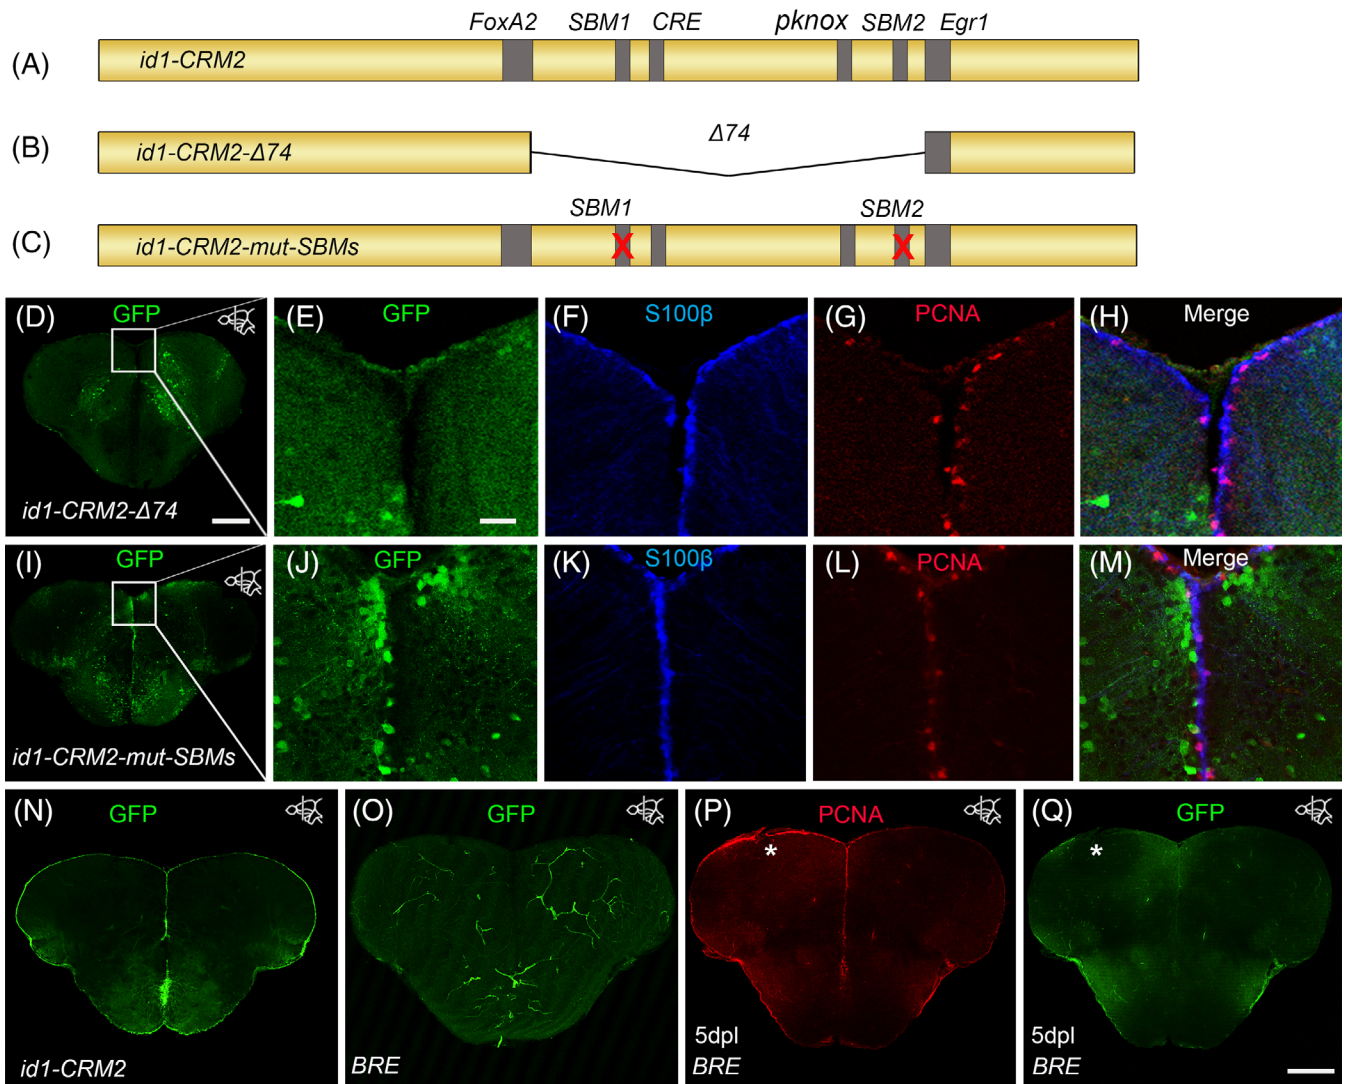 FoxA2 SBM1 CRE pknox SBM2 Egr1
(A) id1-CRM2
Δ74
(B) id1-CRM2-Δ74
SBM1 SBM2
(C) id1-CRM2-mut-SBMs
X X
(D) GFP
id1-CRM2-Δ74
(E) GFP
(F) S100β
(G) PCNA
(H) Merge
(I) GFP
id1-CRM2-mut-SBMs
(J) GFP
(K) S100β
(L) PCNA
(M) Merge
(N) GFP
id1-CRM2
(O) GFP
BRE
(P) PCNA
*
5dpl
BRE
(Q) GFP
*
5dpl
BRE